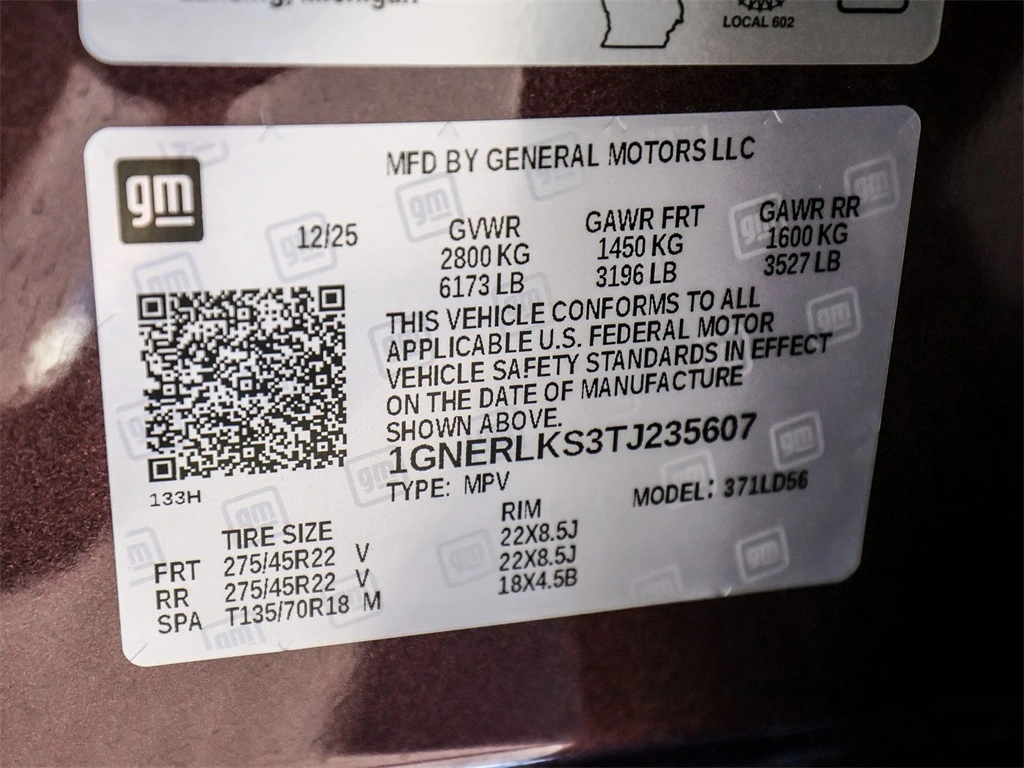 Michigan
LOCAL 602
gm
MFD BY GENERAL MOTORS LLC
12/25
GVWR GAWR FRT GAWR RR
2800 KG 1450 KG 1600 KG
6173 LB 3196 LB 3527 LB
THIS VEHICLE CONFORMS TO ALL
APPLICABLE U.S. FEDERAL MOTOR
VEHICLE SAFETY STANDARDS IN EFFECT
ON THE DATE OF MANUFACTURE
SHOWN ABOVE.
1GNERLKS3TJ235607
TYPE: MPV MODEL: 371LD56
133H
TIRE SIZE RIM
FRT 275/45R22 V 22X8.5J
RR 275/45R22 V 22X8.5J
SPA T135/70R18 M 18X4.5B